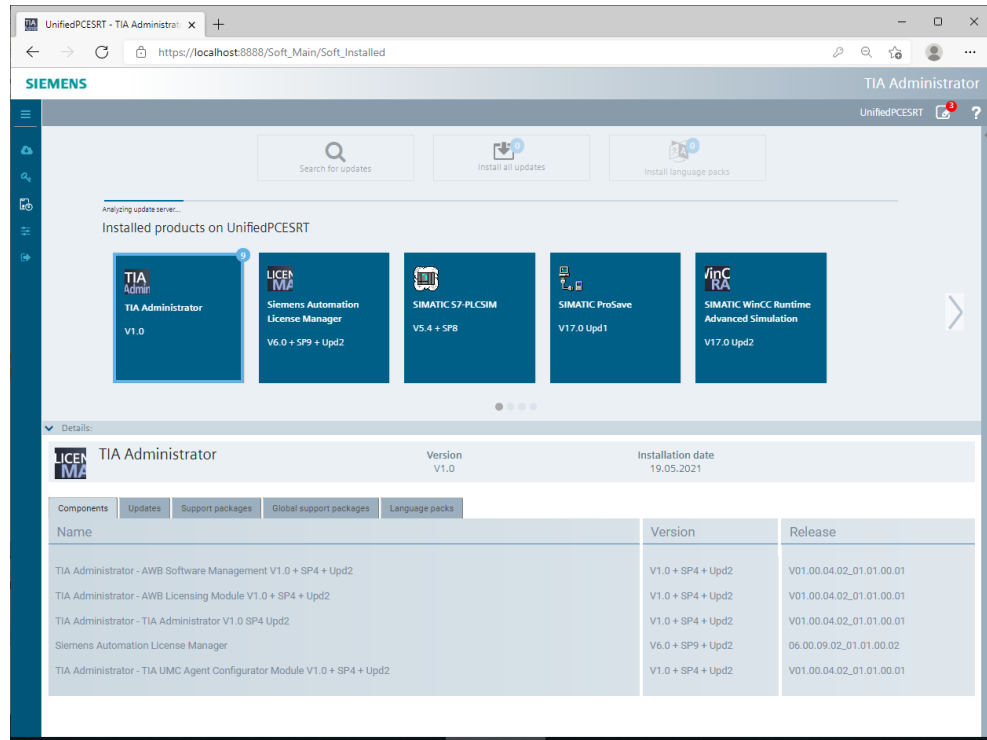 UnifiedPCESRT - TIA Administrat
https://localhost:8888/Soft_Main/Soft_Installed
SIEMENS
TIA Administrator
UnifiedPCESRT 3 ?
Search for updates
0
Install all updates
0
Install language packs
Analyzing update server...
Installed products on UnifiedPCESRT
9
TIA
Admin
TIA Administrator
V1.0
LICEN
MA
Siemens Automation
License Manager
V6.0 + SP9 + Upd2
SIMATIC S7-PLCSIM
V5.4 + SP8
SIMATIC ProSave
V17.0 Upd1
VinC
RA
SIMATIC WinCC Runtime
Advanced Simulation
V17.0 Upd2
Details:
LICEN
MA
TIA Administrator
Version
V1.0
Installation date
19.05.2021
Components Updates Support packages Global support packages Language packs
Name Version Release
TIA Administrator - AWB Software Management V1.0 + SP4 + Upd2 V1.0 + SP4 + Upd2 V01.00.04.02_01.01.00.01
TIA Administrator - AWB Licensing Module V1.0 + SP4 + Upd2 V1.0 + SP4 + Upd2 V01.00.04.02_01.01.00.01
TIA Administrator - TIA Administrator V1.0 SP4 Upd2 V1.0 + SP4 + Upd2 V01.00.04.02_01.01.00.01
Siemens Automation License Manager V6.0 + SP9 + Upd2 06.00.09.02_01.01.00.02
TIA Administrator - TIA UMC Agent Configurator Module V1.0 + SP4 + Upd2 V1.0 + SP4 + Upd2 V01.00.04.02_01.01.00.01